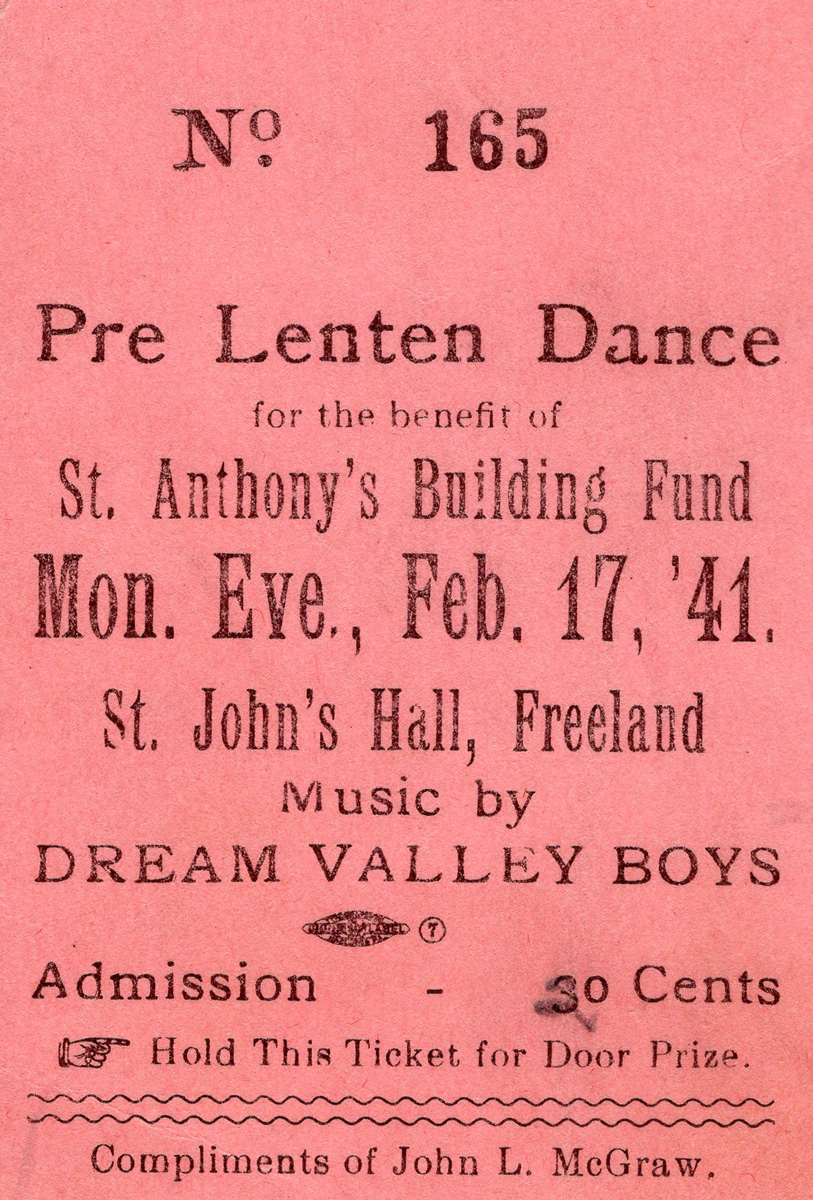 Nº. 165
Pre Lenten Dance
for the benefit of
St. Anthony's Building Fund
Mon. Eve., Feb. 17, '41.
St. John's Hall, Freeland
Music by
DREAM VALLEY BOYS
7
Admission - 30 Cents
Hold This Ticket for Door Prize.
Compliments of John L. McGraw.